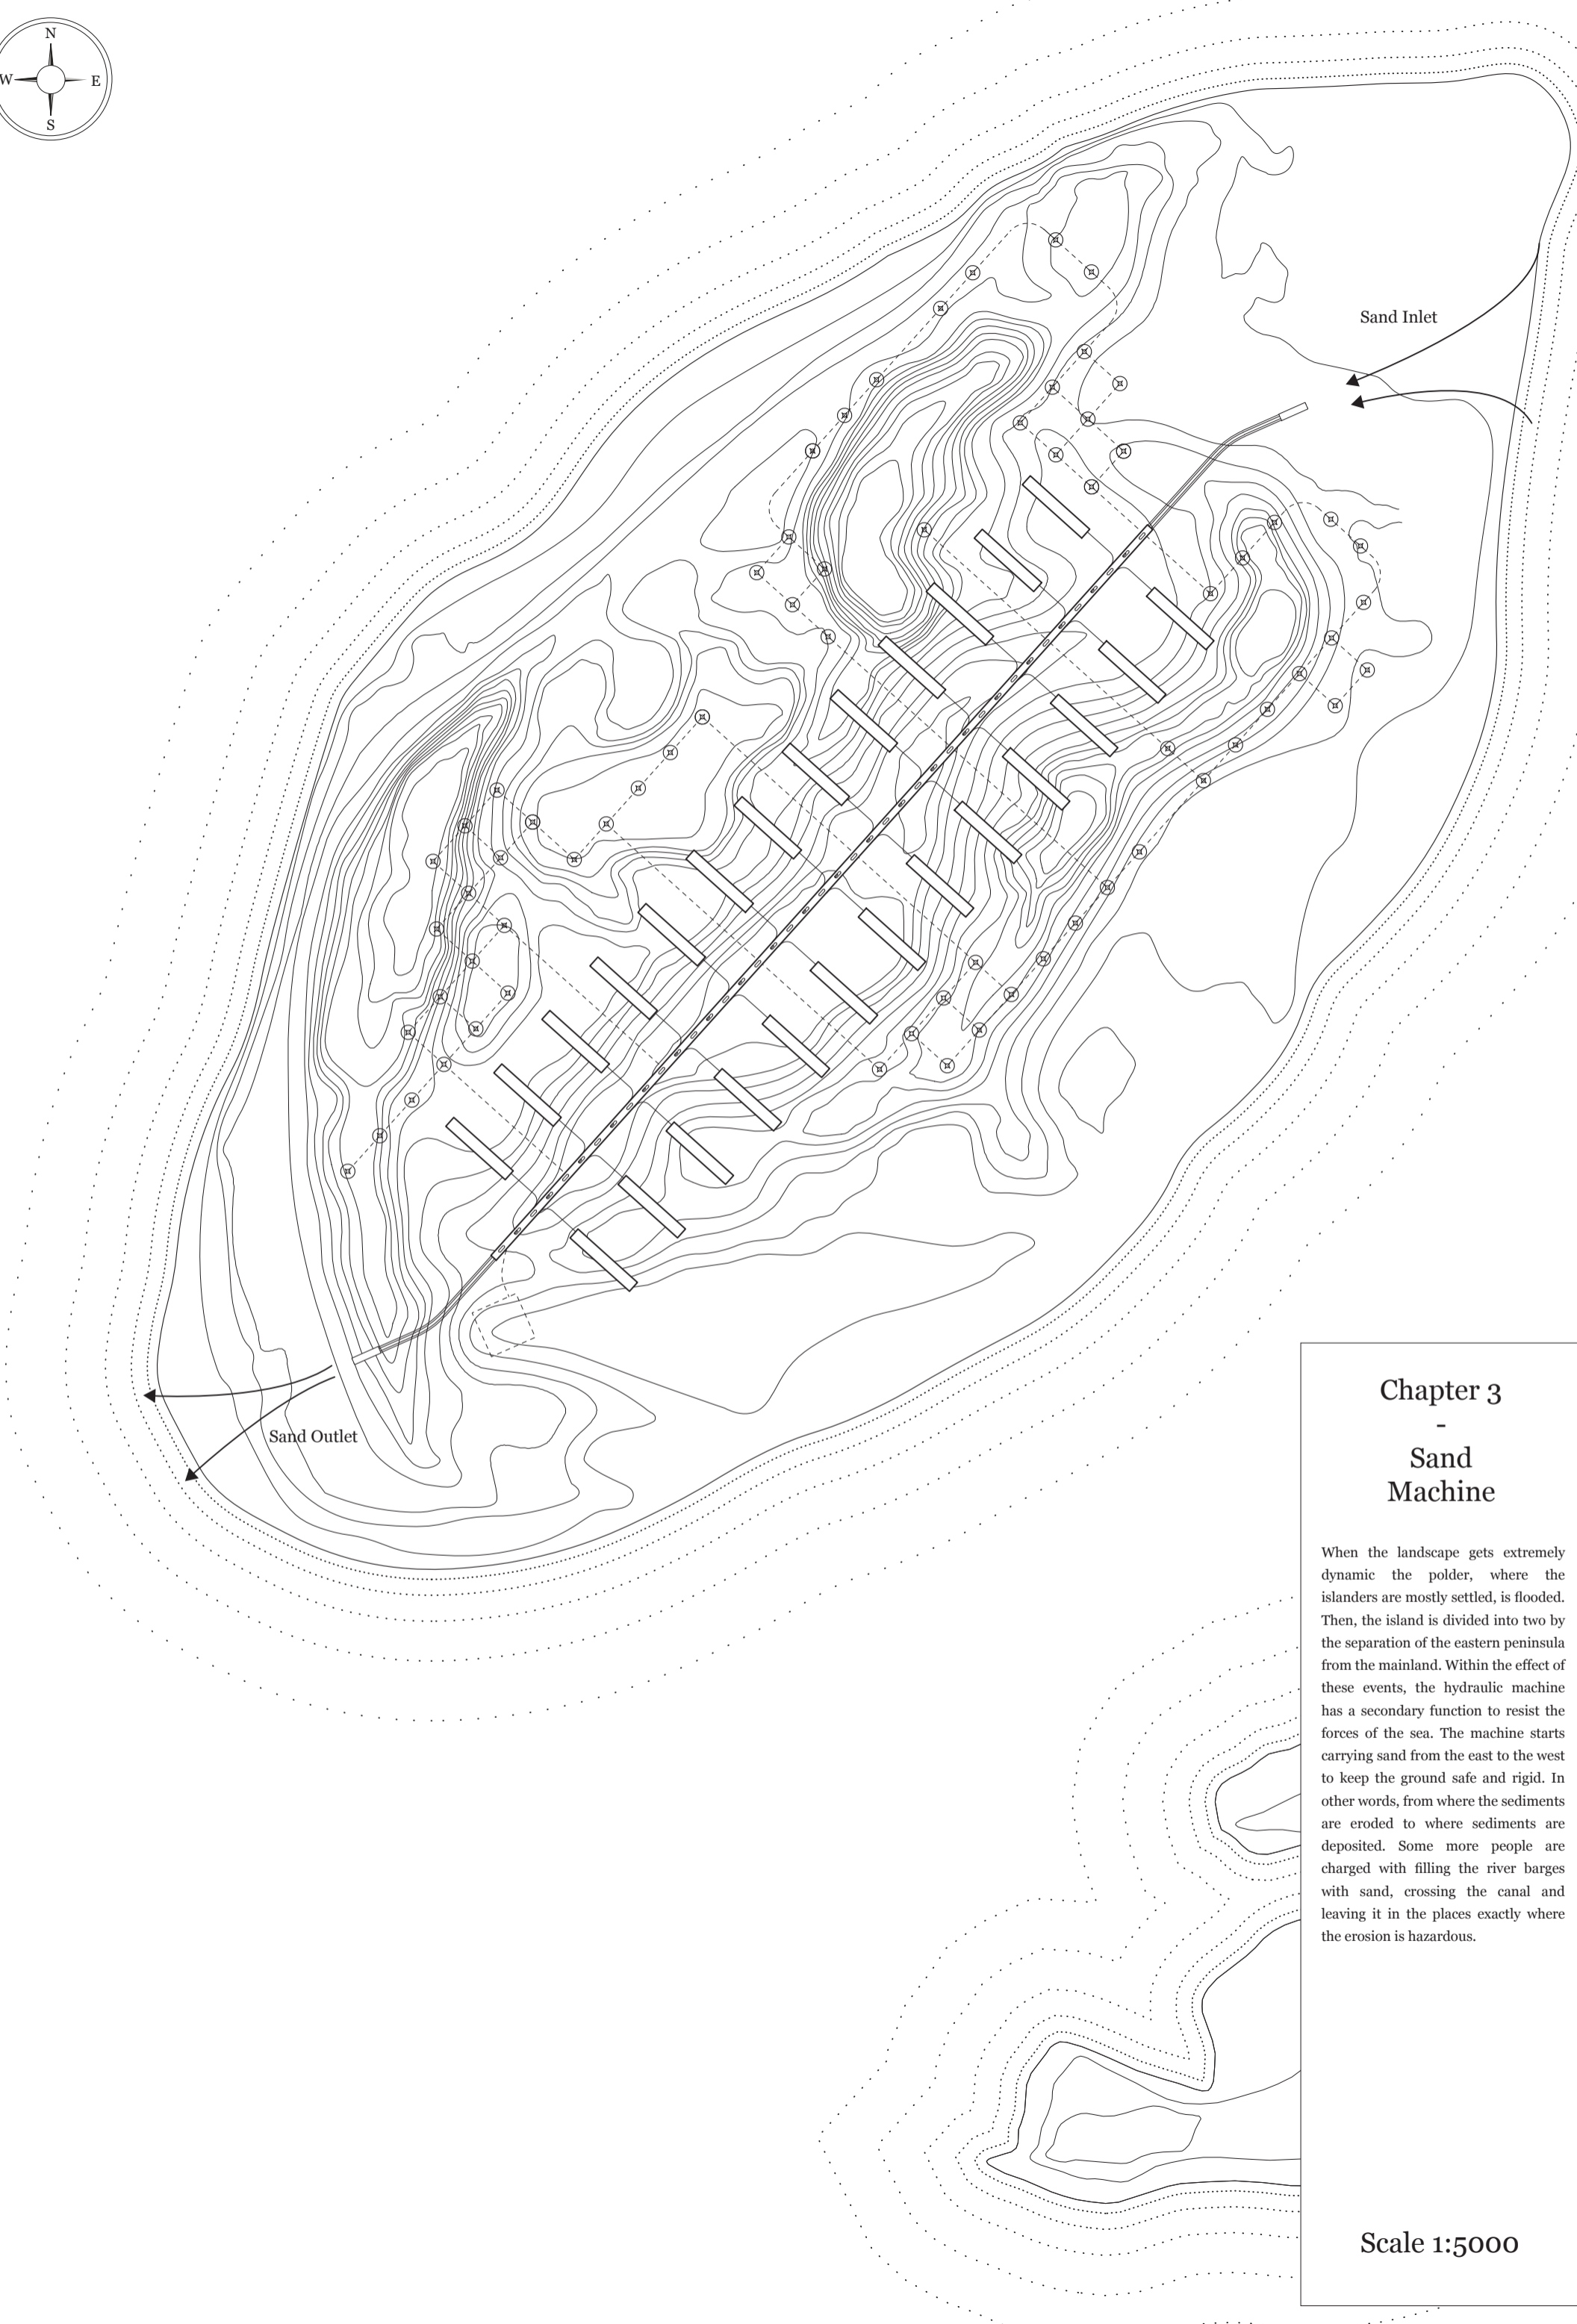 N
W
E
S
Sand Inlet
Sand Outlet
Chapter 3
-
Sand
Machine
When the landscape gets extremely
dynamic the polder, where the
islanders are mostly settled, is flooded.
Then, the island is divided into two by
the separation of the eastern peninsula
from the mainland. Within the effect of
these events, the hydraulic machine
has a secondary function to resist the
forces of the sea. The machine starts
carrying sand from the east to the west
to keep the ground safe and rigid. In
other words, from where the sediments
are eroded to where sediments are
deposited. Some more people are
charged with filling the river barges
with sand, crossing the canal and
leaving it in the places exactly where
the erosion is hazardous.
Scale 1:5000